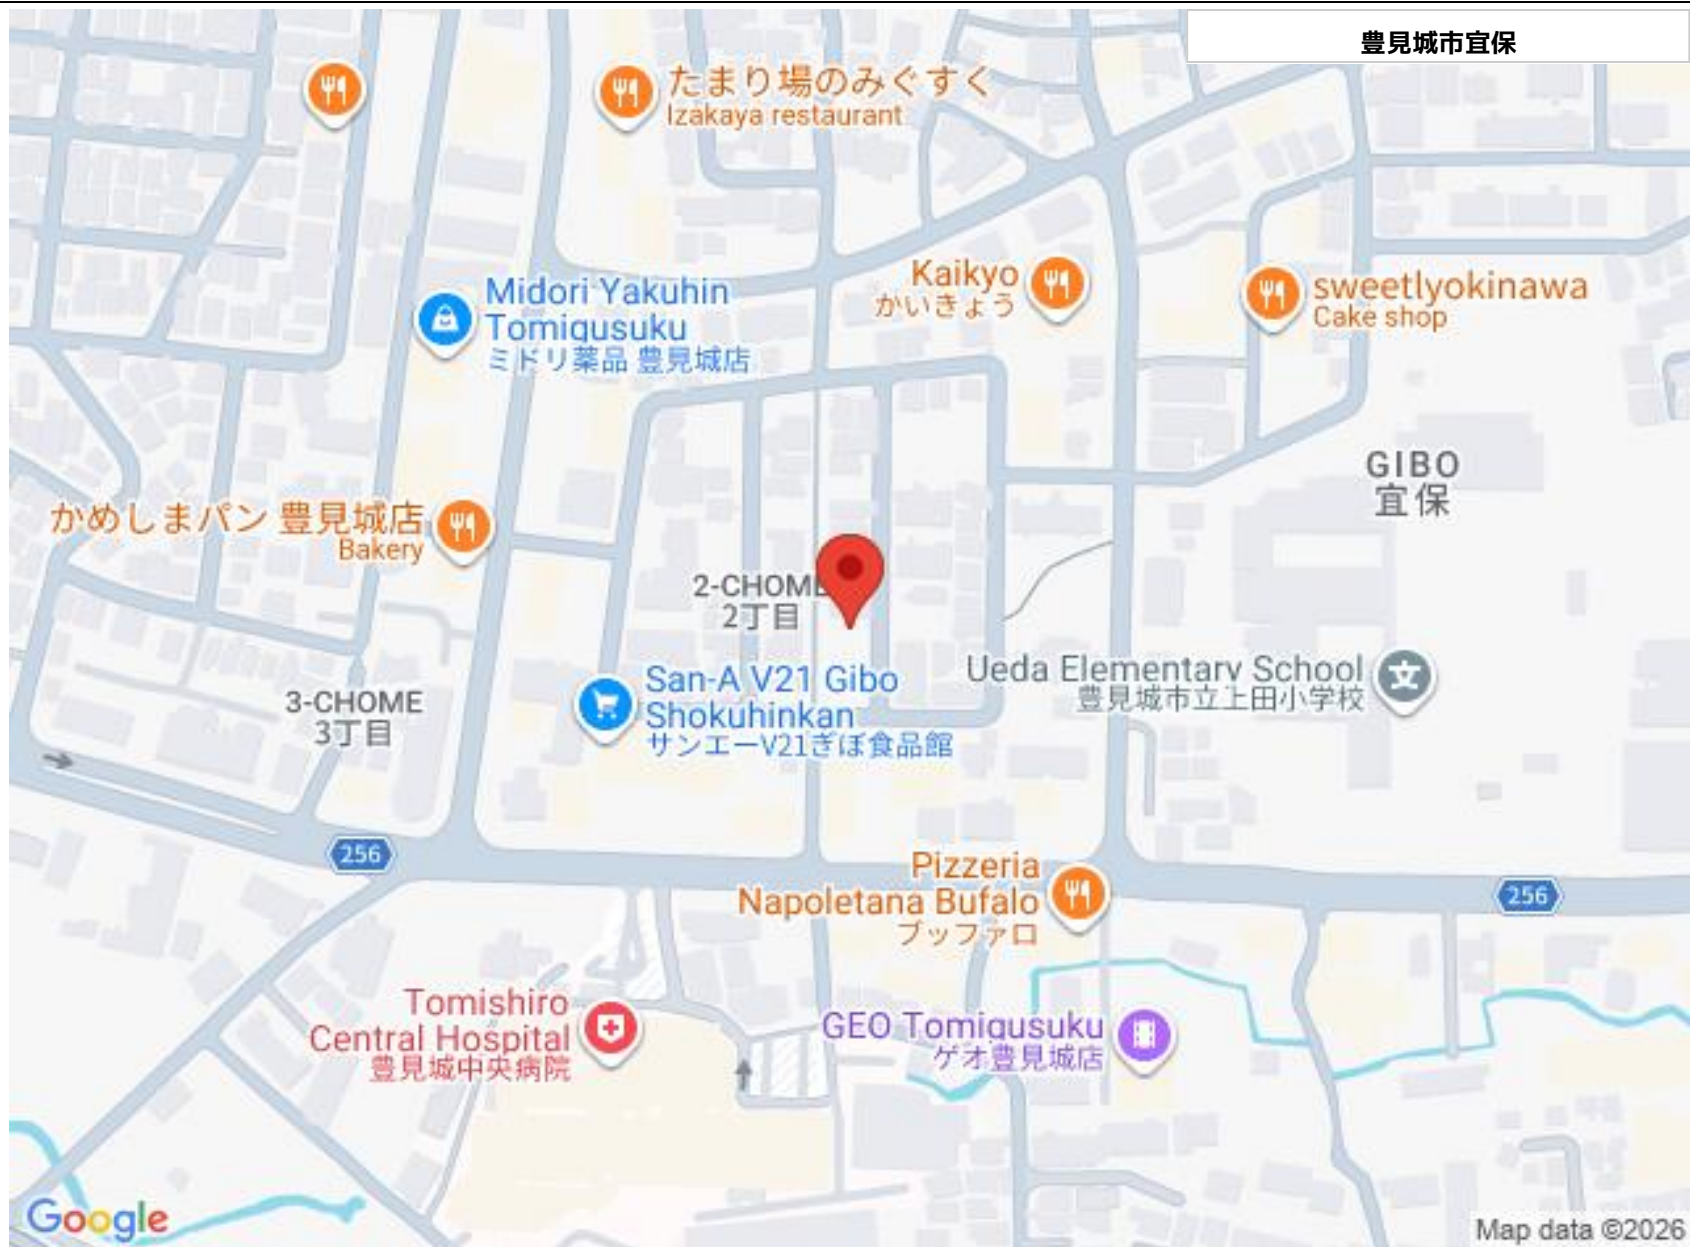 豊見城市宜保
たまり場のみぐすく
Izakaya restaurant
Kaikyo
かいきょう
sweetlyokinawa
Cake shop
Midori Yakuhin
Tomigusuku
ミドリ薬品 豊見城店
GIBO
宜保
かめしまパン 豊見城店
Bakery
2-CHOME
2丁目
Ueda Elementary School
豊見城市立上田小学校
San-A V21 Gibo
Shokuhinkan
サンエーV21ぎぼ食品館
3-CHOME
3丁目
256
Pizzeria
Napoletana Bufalo
ブッファロ
256
Tomishiro
Central Hospital
豊見城中央病院
GEO Tomigusuku
ゲオ豊見城店
Google
Map data ©2026